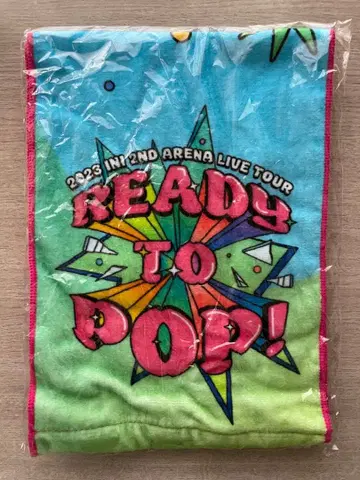 2023 INI 2ND ARENA LIVE TOUR
READY
TO
POP!